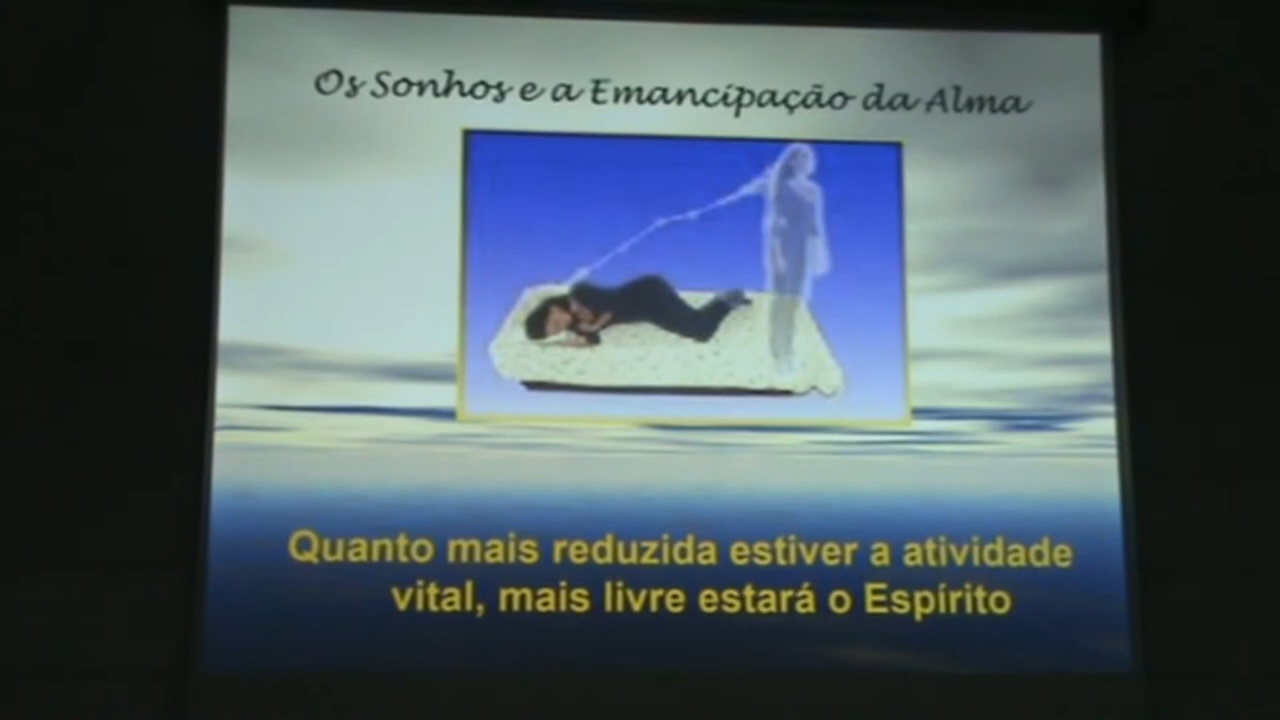 Os Sonhos e a Emancipação da Alma
Quanto mais reduzida estiver a atividade
vital, mais livre estará o Espírito